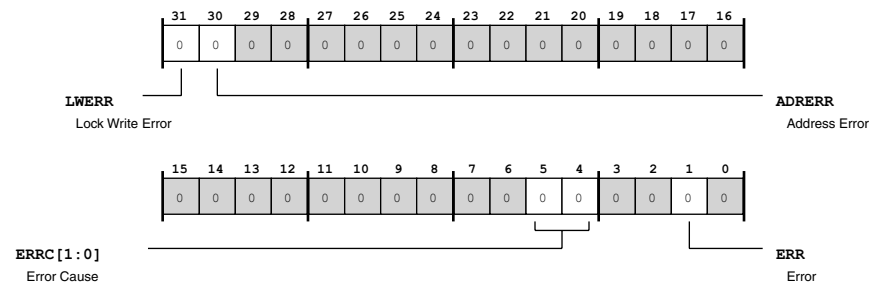 31 30 29 28 27 26 25 24 23 22 21 20 19 18 17 16
0 0 0 0 0 0 0 0 0 0 0 0 0 0 0 0
LWERR ADRERR
Lock Write Error Address Error
15 14 13 12 11 10 9 8 7 6 5 4 3 2 1 0
0 0 0 0 0 0 0 0 0 0 0 0 0 0 0 0
ERRC[1:0] ERR
Error Cause Error